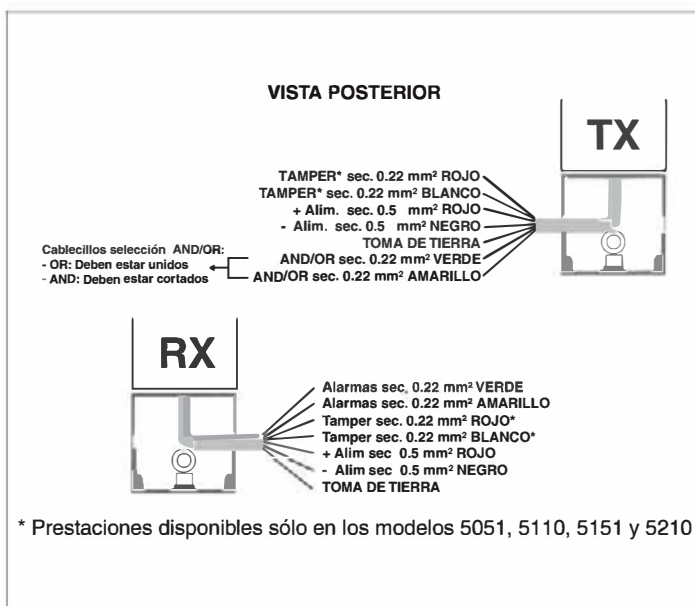 VISTA POSTERIOR
TX
TAMPER* sec. 0.22 mm² ROJO
TAMPER* sec. 0.22 mm² BLANCO
+ Alim. sec. 0.5 mm² ROJO
- Alim. sec. 0.5 mm² NEGRO
TOMA DE TIERRA
AND/OR sec. 0.22 mm² VERDE
AND/OR sec. 0.22 mm² AMARILLO
Cablecillos selección AND/OR:
- OR: Deben estar unidos
- AND: Deben estar cortados
RX
Alarmas sec. 0.22 mm² VERDE
Alarmas sec. 0.22 mm² AMARILLO
Tamper sec. 0.22 mm² ROJO*
Tamper sec. 0.22 mm² BLANCO*
+ Alim sec 0.5 mm² ROJO
- Alim sec 0.5 mm² NEGRO
TOMA DE TIERRA
* Prestaciones disponibles sólo en los modelos 5051, 5110, 5151 y 5210